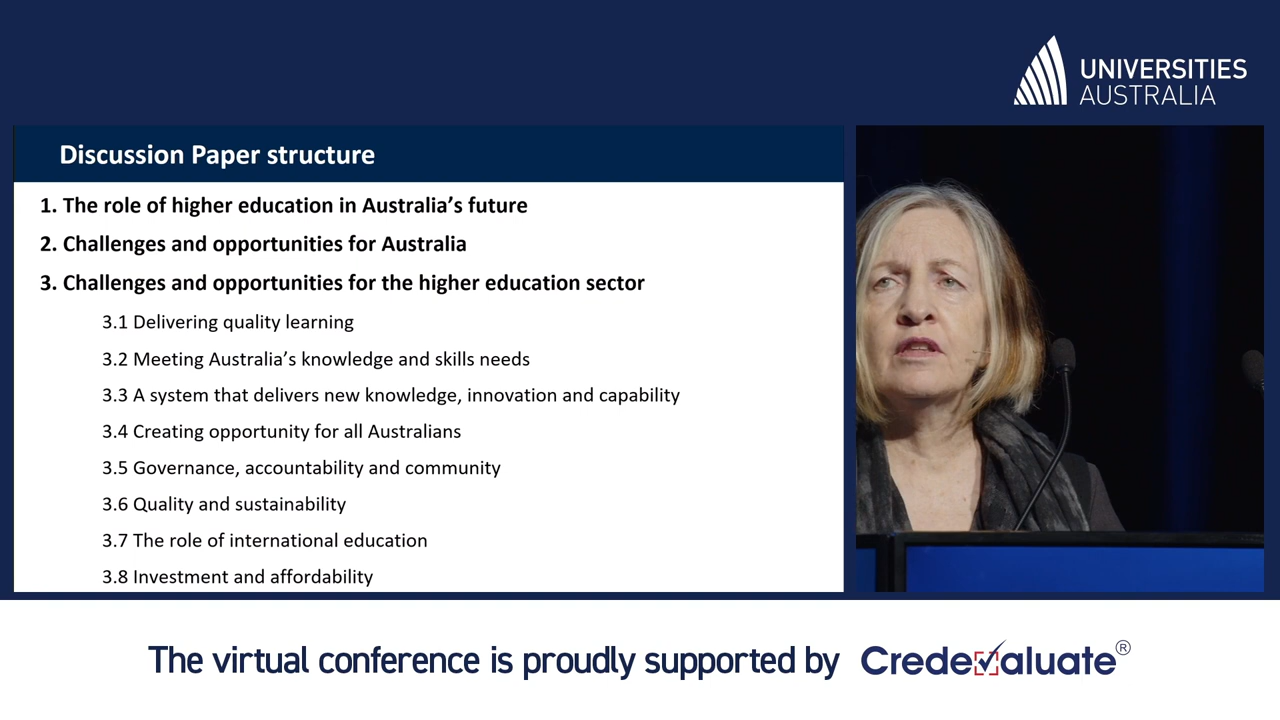 UNIVERSITIES
AUSTRALIA
Discussion Paper structure
1. The role of higher education in Australia’s future
2. Challenges and opportunities for Australia
3. Challenges and opportunities for the higher education sector
3.1 Delivering quality learning
3.2 Meeting Australia’s knowledge and skills needs
3.3 A system that delivers new knowledge, innovation and capability
3.4 Creating opportunity for all Australians
3.5 Governance, accountability and community
3.6 Quality and sustainability
3.7 The role of international education
3.8 Investment and affordability
The virtual conference is proudly supported by Credevaluate®